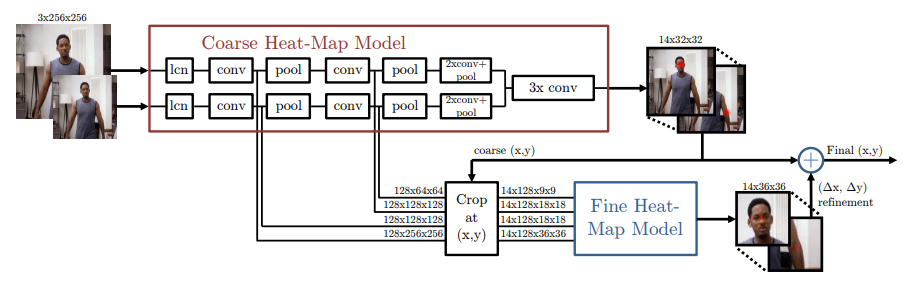 3x256x256
Coarse Heat-Map Model
14x32x32
lcn
conv
pool
conv
pool
2xconv+
pool
3x conv
lcn
conv
pool
conv
pool
2xconv+
pool
coarse (x,y)
Final (x,y)
128x64x64
128x128x128
128x128x128
128x256x256
Crop
at
(x,y)
14x128x9x9
14x128x18x18
14x128x18x18
14x128x36x36
Fine Heat-
Map Model
14x36x36
(Δx, Δy)
refinement